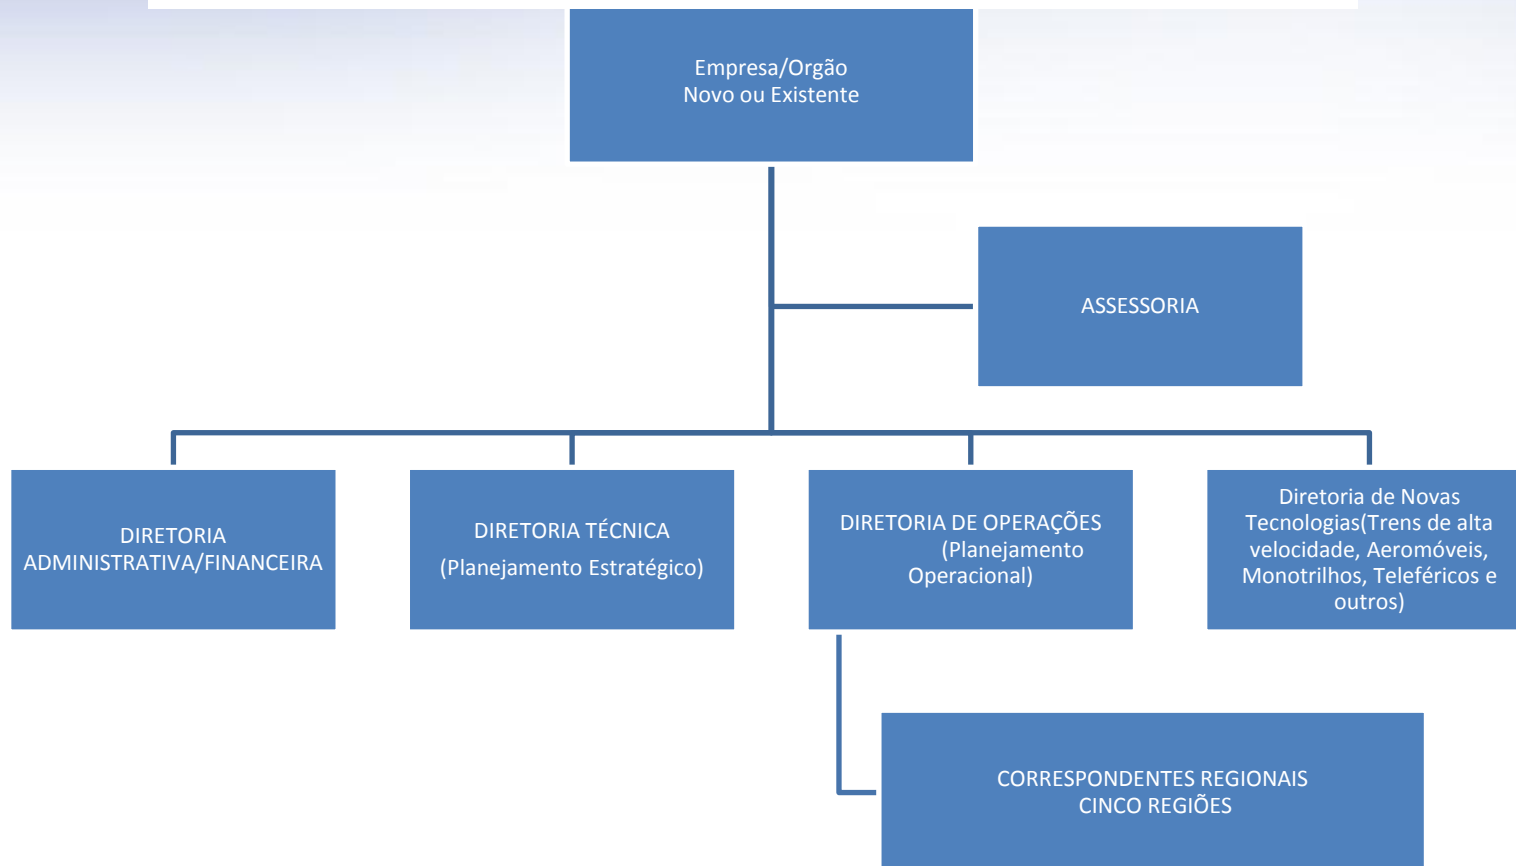 Empresa/Orgão
Novo ou Existente
ASSESSORIA
DIRETORIA
ADMINISTRATIVA/FINANCEIRA
DIRETORIA TÉCNICA
(Planejamento Estratégico)
DIRETORIA DE OPERAÇÕES
(Planejamento
Operacional)
Diretoria de Novas
Tecnologias(Trens de alta
velocidade, Aeromóveis,
Monotrilhos, Teleféricos e
outros)
CORRESPONDENTES REGIONAIS
CINCO REGIÕES